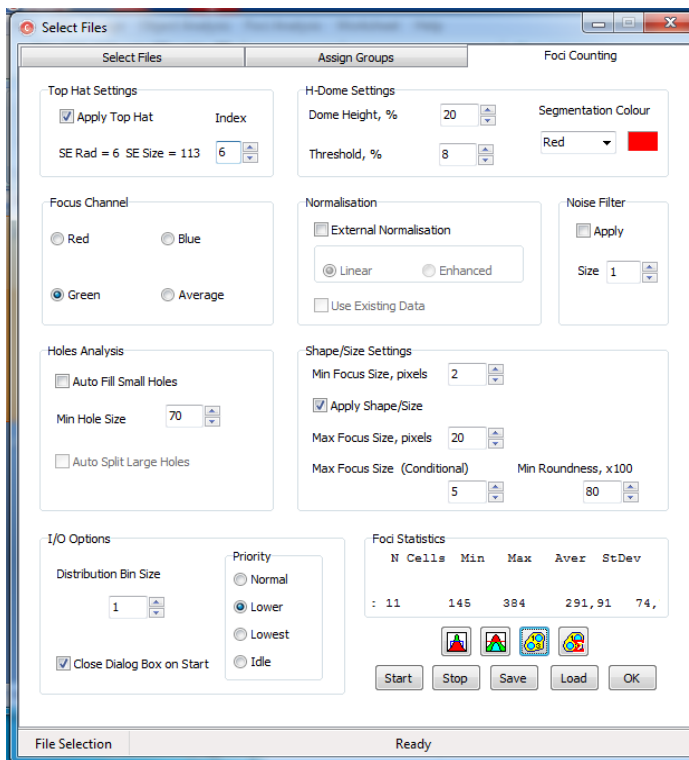 Select Files
Select Files Assign Groups Foci Counting
Top Hat Settings
Apply Top Hat Index
SE Rad = 6 SE Size = 113 6
H-Dome Settings
Dome Height, % 20 Segmentation Colour
Threshold, % 8 Red
Focus Channel
Red Blue
Green Average
Normalisation
External Normalisation
Linear Enhanced
Use Existing Data
Noise Filter
Apply
Size 1
Holes Analysis
Auto Fill Small Holes
Min Hole Size 70
Auto Split Large Holes
Shape/Size Settings
Min Focus Size, pixels 2
Apply Shape/Size
Max Focus Size, pixels 20
Max Focus Size (Conditional) Min Roundness, x100
5 80
I/O Options
Distribution Bin Size
1
Close Dialog Box on Start
Priority
Normal
Lower
Lowest
Idle
Foci Statistics
N Cells Min Max Aver StDev
: 11 145 384 291,91 74,
Start Stop Save Load OK
File Selection Ready